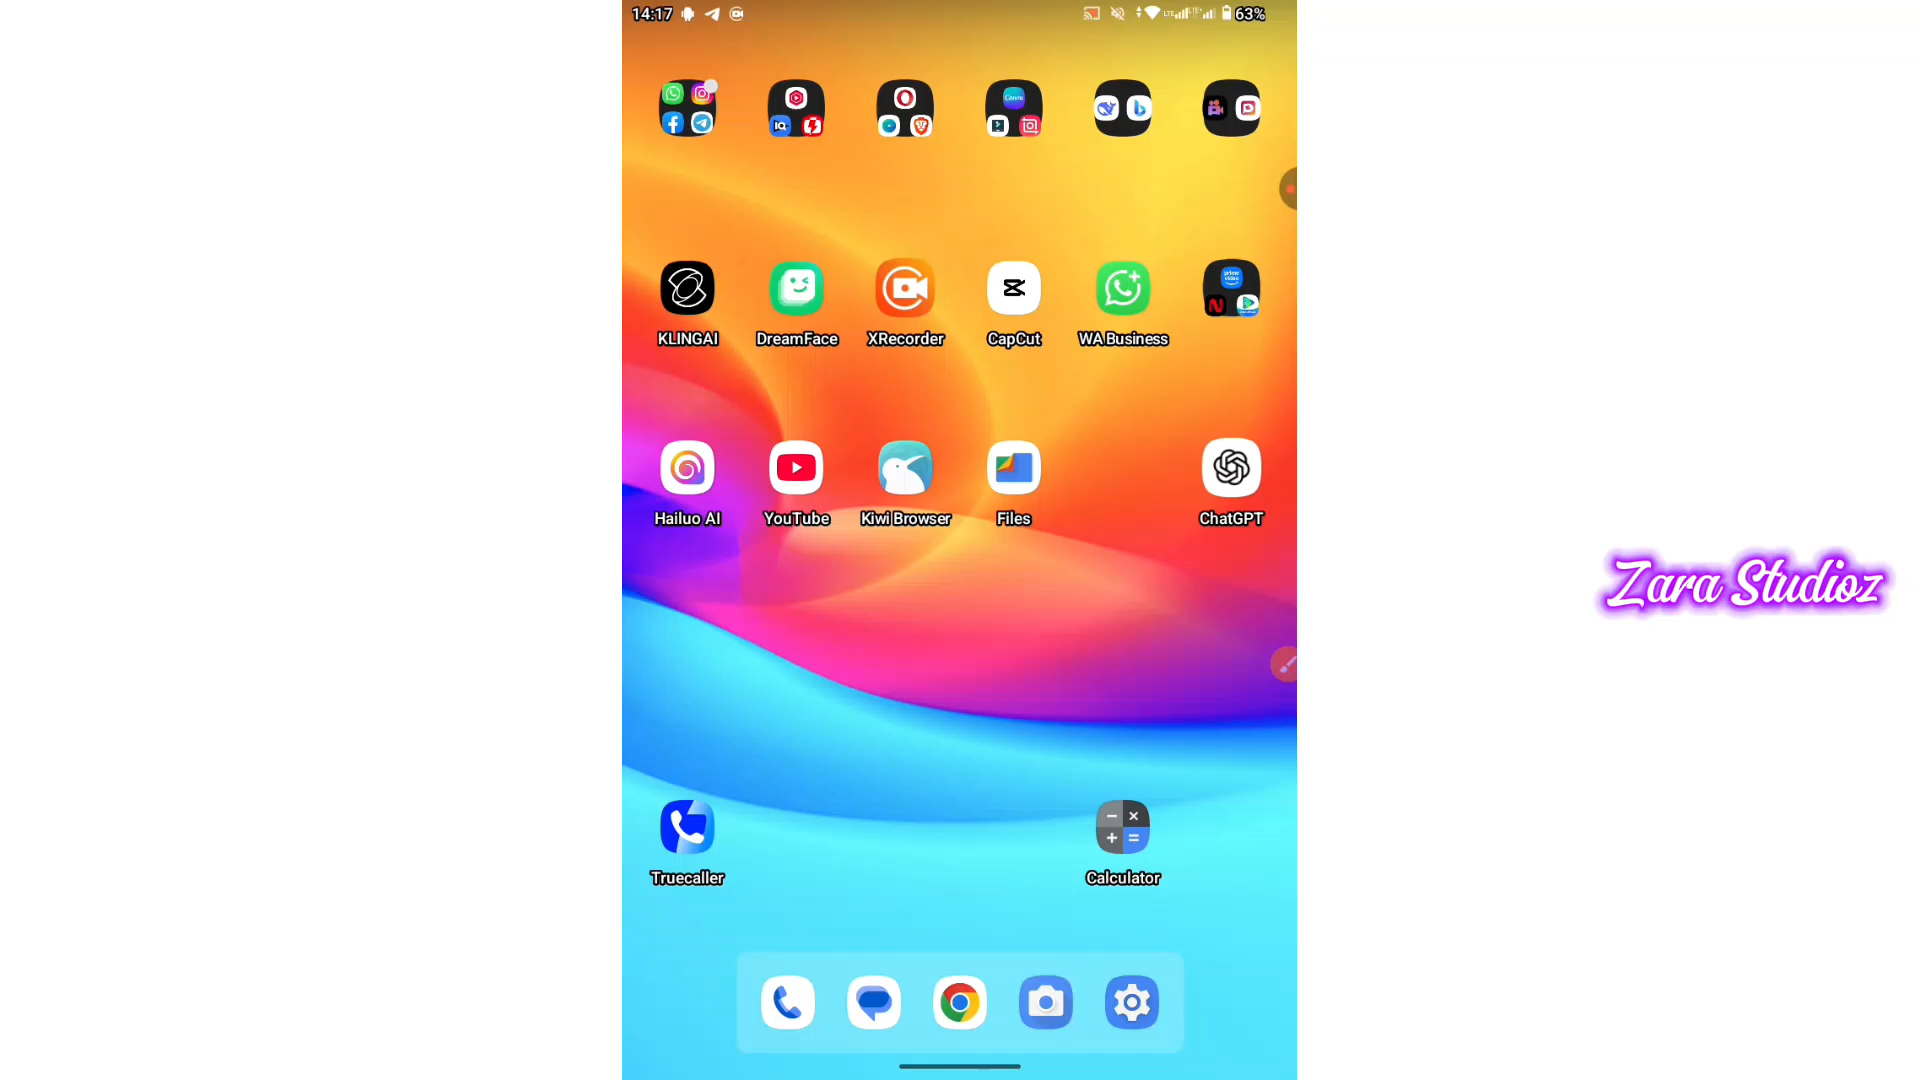 14:17
63%
KLINGAI
DreamFace
XRecorder
CapCut
WA Business
Hailuo AI
YouTube
Kiwi Browser
Files
ChatGPT
Zara Studioz
Truecaller
Calculator